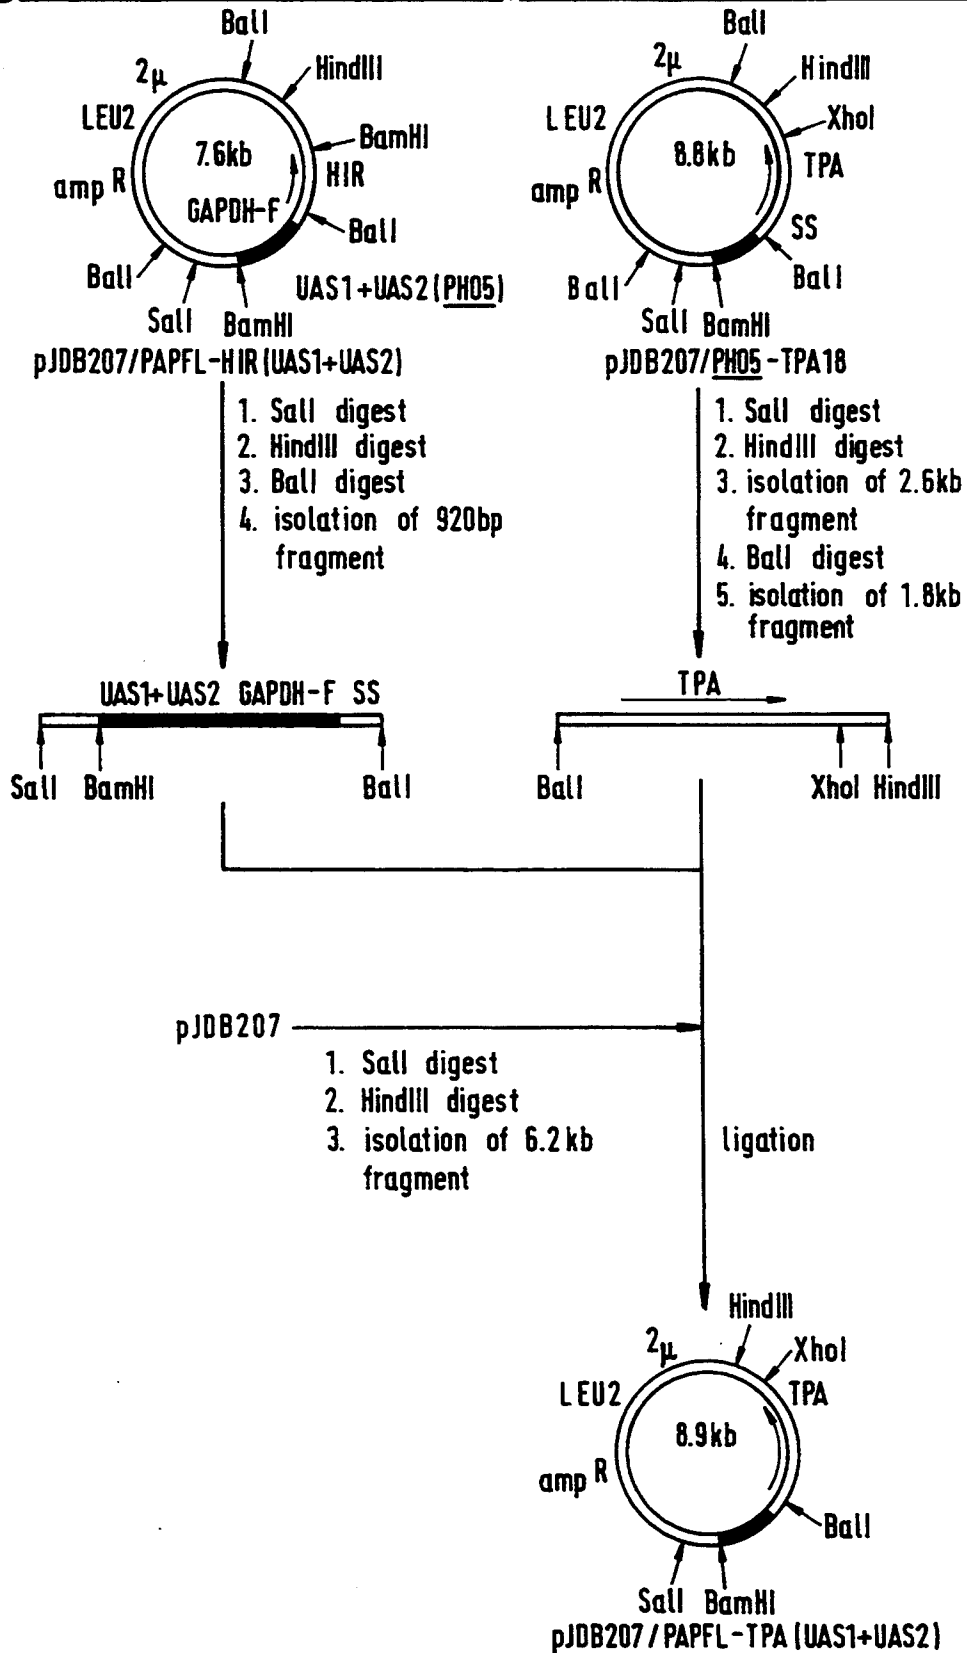 BalI
2µ
HindIII
LEU2
BamHI
7.6kb
HIR
amp R
GAPDH-F
BalI
BalI
UAS1+UAS2(PHO5)
SalI BamHI
pJDB207/PAPFL-HIR(UAS1+UAS2)
1. SalI digest
2. HindIII digest
3. BalI digest
4. isolation of 920bp
fragment
BalI
2µ
HindIII
LEU2
XhoI
8.8kb
TPA
amp R
SS
BalI
BalI
SalI BamHI
pJDB207/PHO5-TPA18
1. SalI digest
2. HindIII digest
3. isolation of 2.6kb
fragment
4. BalI digest
5. isolation of 1.8kb
fragment
UAS1+UAS2 GAPDH-F SS
SalI BamHI BalI
TPA
BalI XhoI HindIII
pJDB207
1. SalI digest
2. HindIII digest
3. isolation of 6.2kb
fragment
ligation
HindIII
2µ
XhoI
LEU2
TPA
8.9kb
amp R
BalI
SalI BamHI
pJDB207/PAPFL-TPA(UAS1+UAS2)